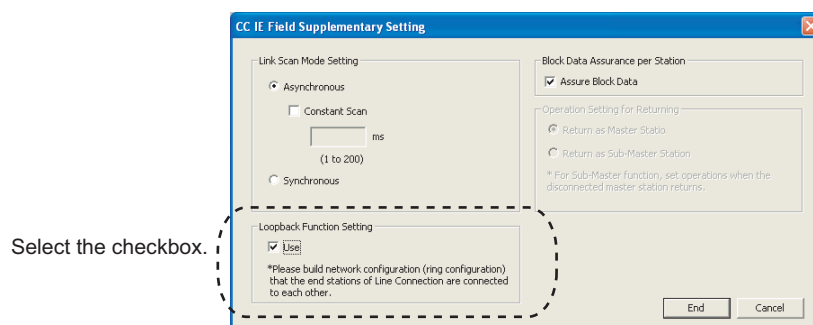 CC IE Field Supplementary Setting
Link Scan Mode Setting
Asynchronous
Constant Scan
ms
(1 to 200)
Synchronous
Block Data Assurance per Station
Assure Block Data
Operation Setting for Returning
Return as Master Statio
Return as Sub-Master Station
* For Sub-Master function, set operations when the
disconnected master station returns.
Select the checkbox.
Loopback Function Setting
Use
*Please build network configuration (ring configuration)
that the end stations of Line Connection are connected
to each other.
End
Cancel